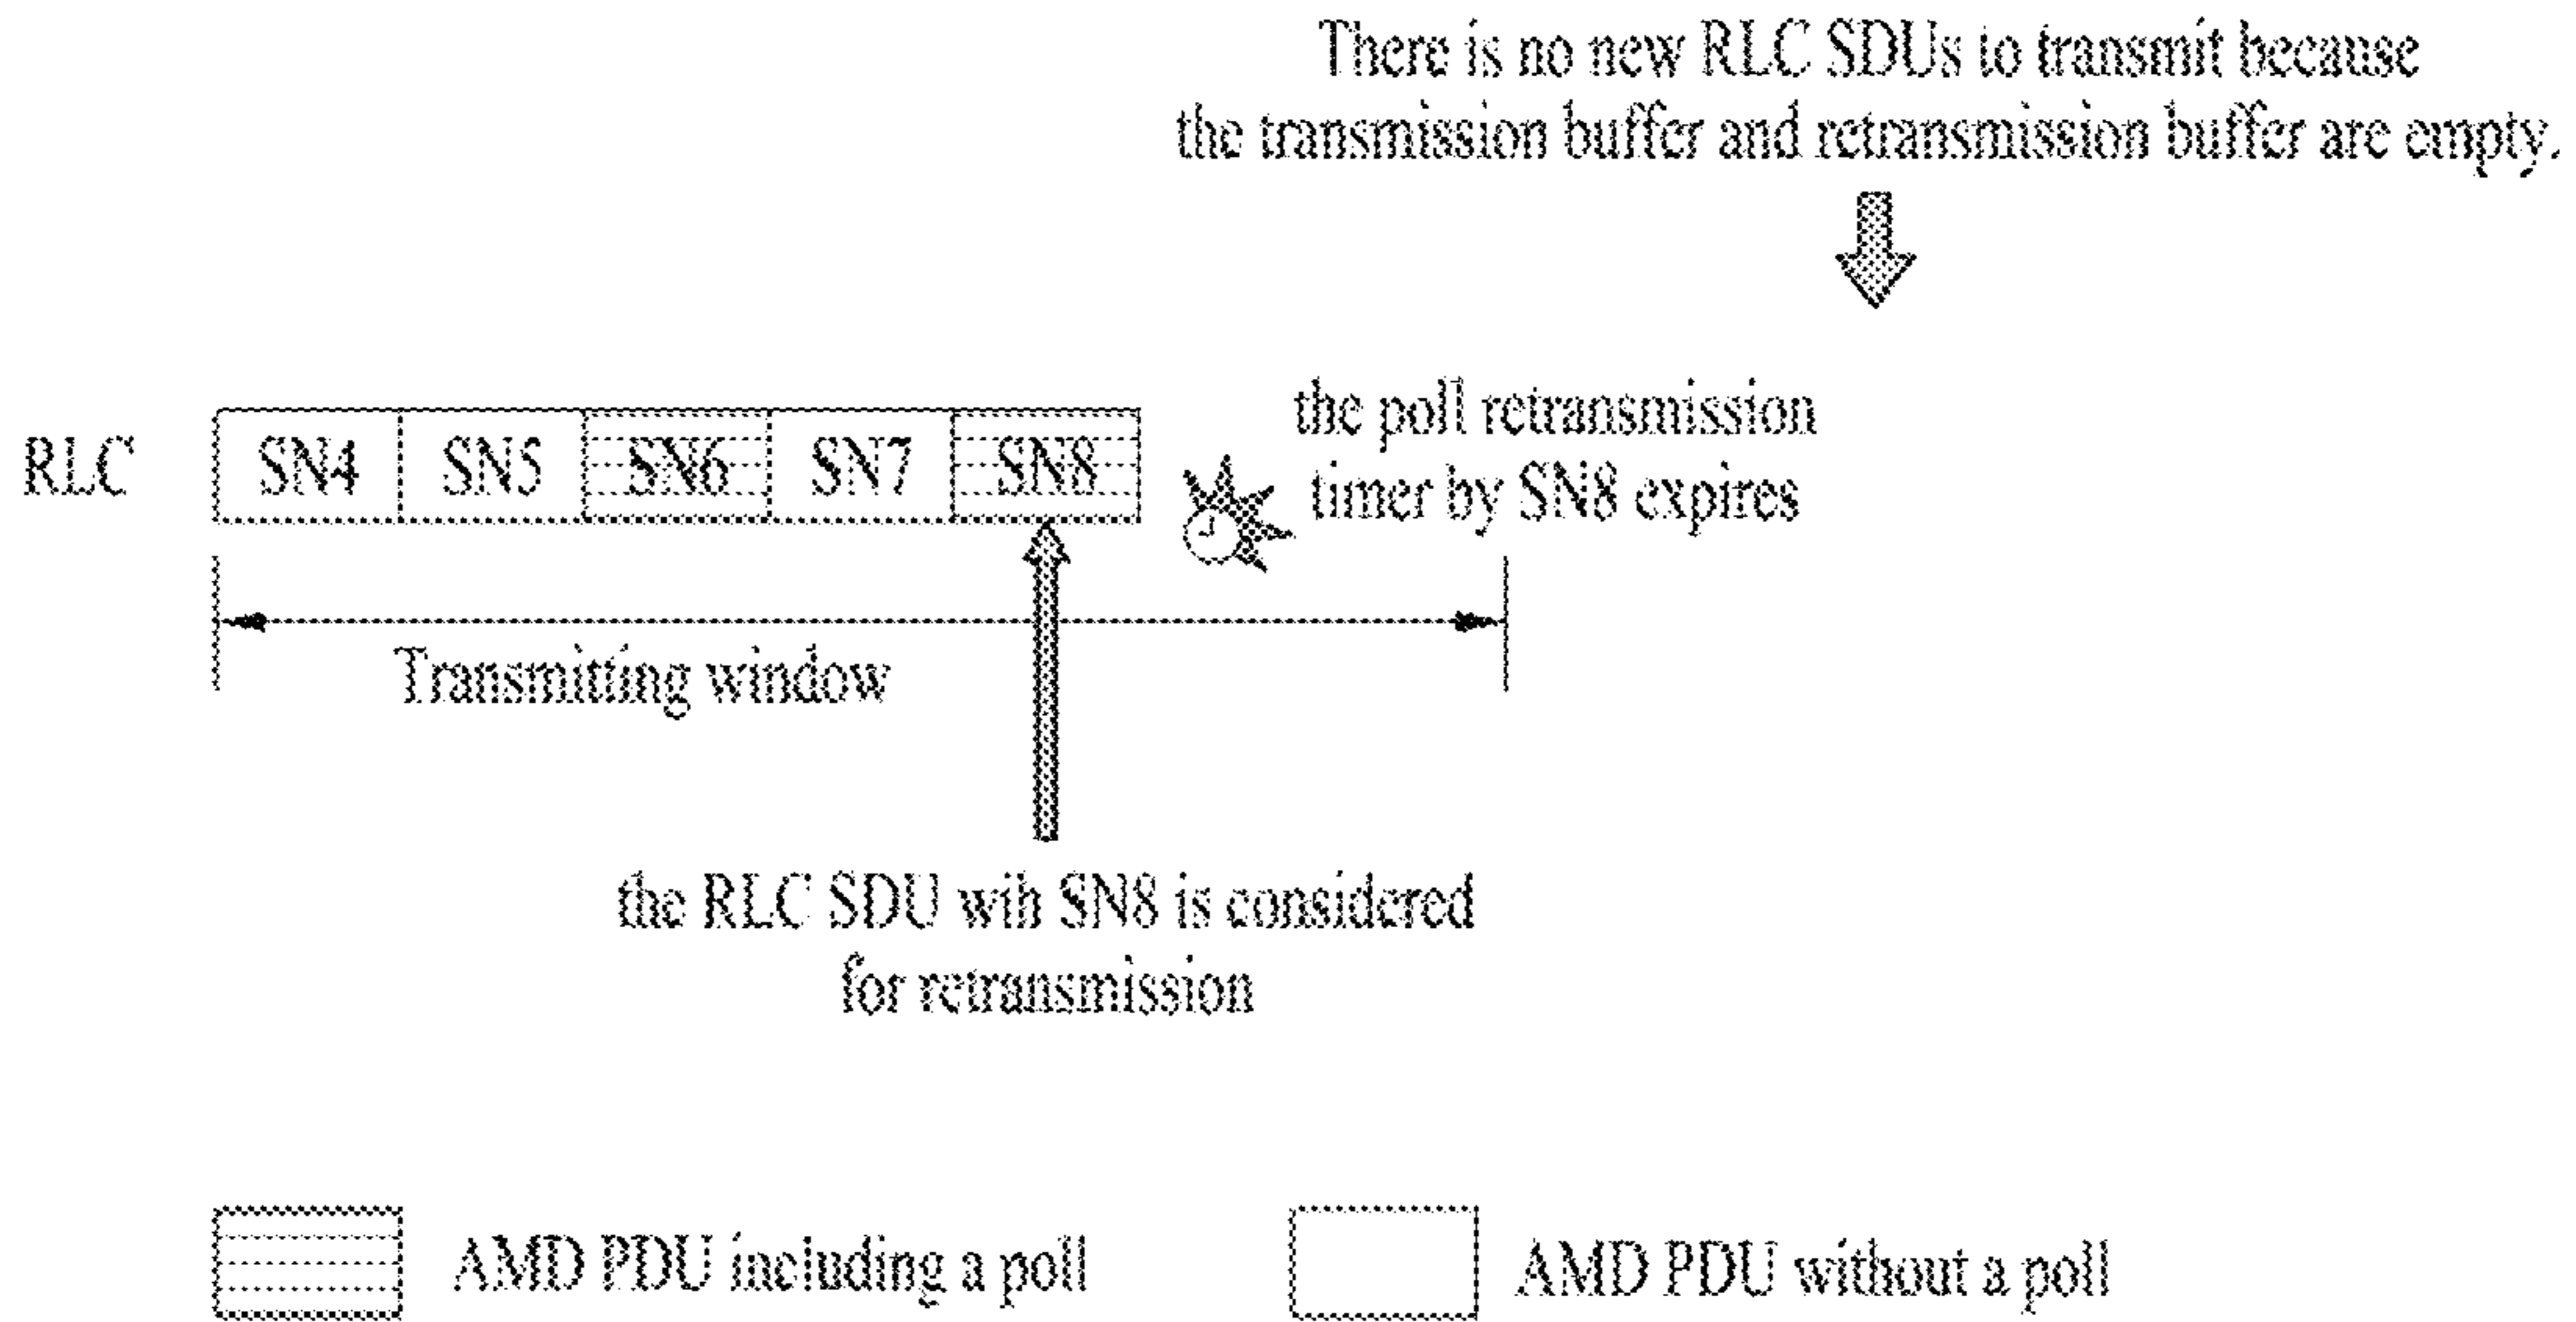 There is no new RLC SDUs to transmit because
the transmission buffer and retransmission buffer are empty.
the poll retransmission
timer by SN8 expires
RLC
SN4
SN5
SN6
SN7
SN8
Transmitting window
the RLC SDU wih SN8 is considered
for retransmission
AMD PDU including a poll
AMD PDU without a poll